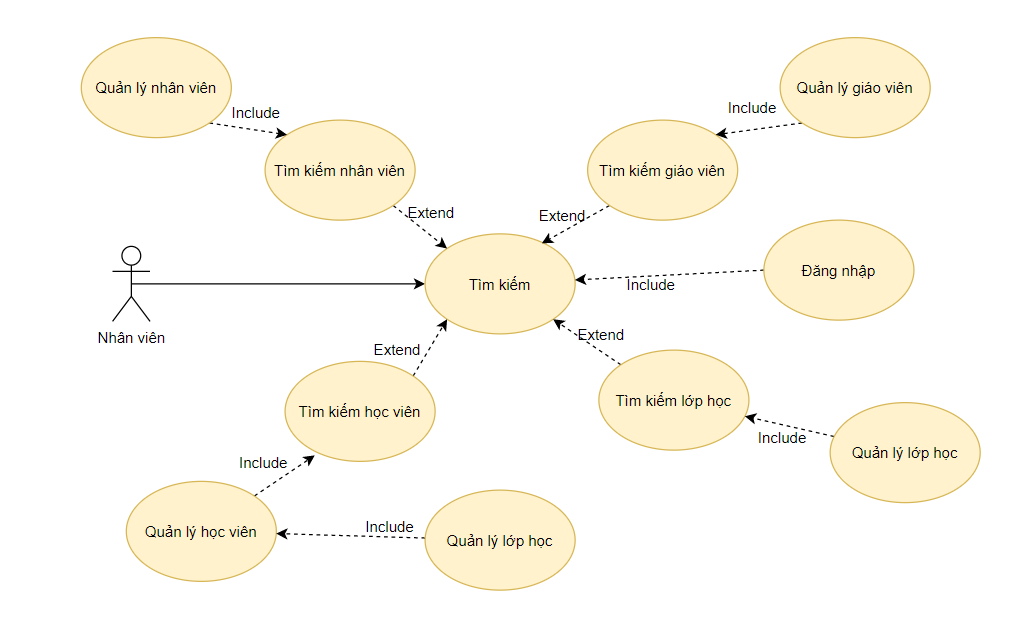 Quản lý nhân viên
Include
Tìm kiếm nhân viên
Extend
Quản lý giáo viên
Include
Tìm kiếm giáo viên
Extend
Nhân viên
Tìm kiếm
Đăng nhập
Include
Extend
Tìm kiếm học viên
Extend
Tìm kiếm lớp học
Include
Quản lý lớp học
Include
Quản lý học viên
Include
Quản lý lớp học